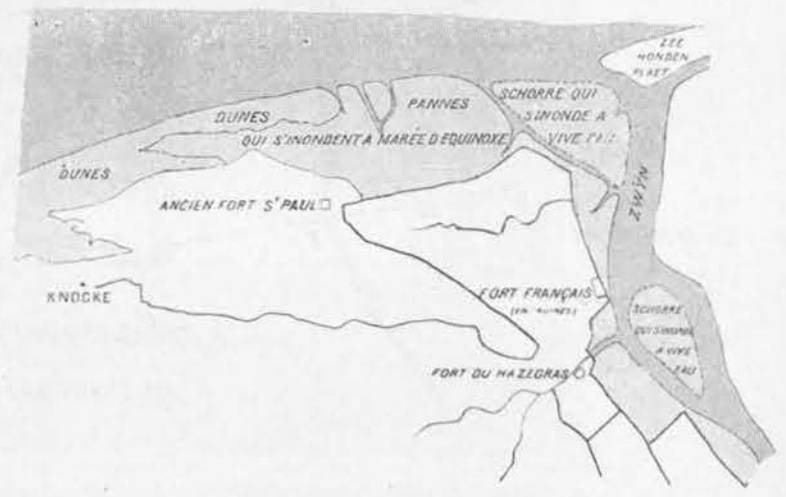 ZEE
HONDEN
PLAET
SCHORRE QUI
S'INONDE A
VIVE
PANNES
DUNES
QUI S'INONDENT A MARÉE D'EQUINOXE
DUNES
ZWYN
ANCIEN FORT St PAUL
KNOCKE
FORT FRANÇAIS
(EN RUINES)
SCHORRE
QUI S'INONDE
A VIVE
EAU
FORT DU HAZEGRAS